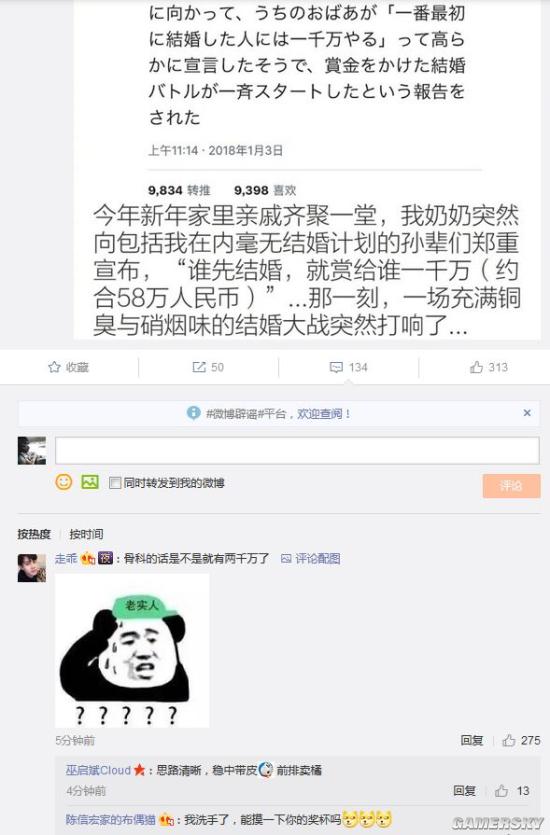 に向かって、うちのおばあが「一番最初
に結婚した人には一千万やる」って高ら
かに宣言したそうで、賞金をかけた結婚
バトルが一斉スタートしたという報告を
された
上午11:14 · 2018年1月3日
9,834 转推 9,398 喜欢
今年新年家里亲戚齐聚一堂，我奶奶突然
向包括我在内毫无结婚计划的孙辈们郑重
宣布，“谁先结婚，就赏给谁一千万（约
合58万人民币）”...那一刻，一场充满铜
臭与硝烟味的结婚大战突然打响了...
收藏 50 134 313
#微博辟谣#平台，欢迎查阅！
同时转发到我的微博 评论
按热度 按时间
走乖 夜：骨科的话是不是就有两千万了 评论配图
老实人
？？？？？
5分钟前 回复 275
巫启斌Cloud：思路清晰，稳中带皮 前排卖橘
4分钟前 回复 13
陈信宏家的布偶猫：我洗手了，能摸一下你的奖杯吗
GAMERSKY